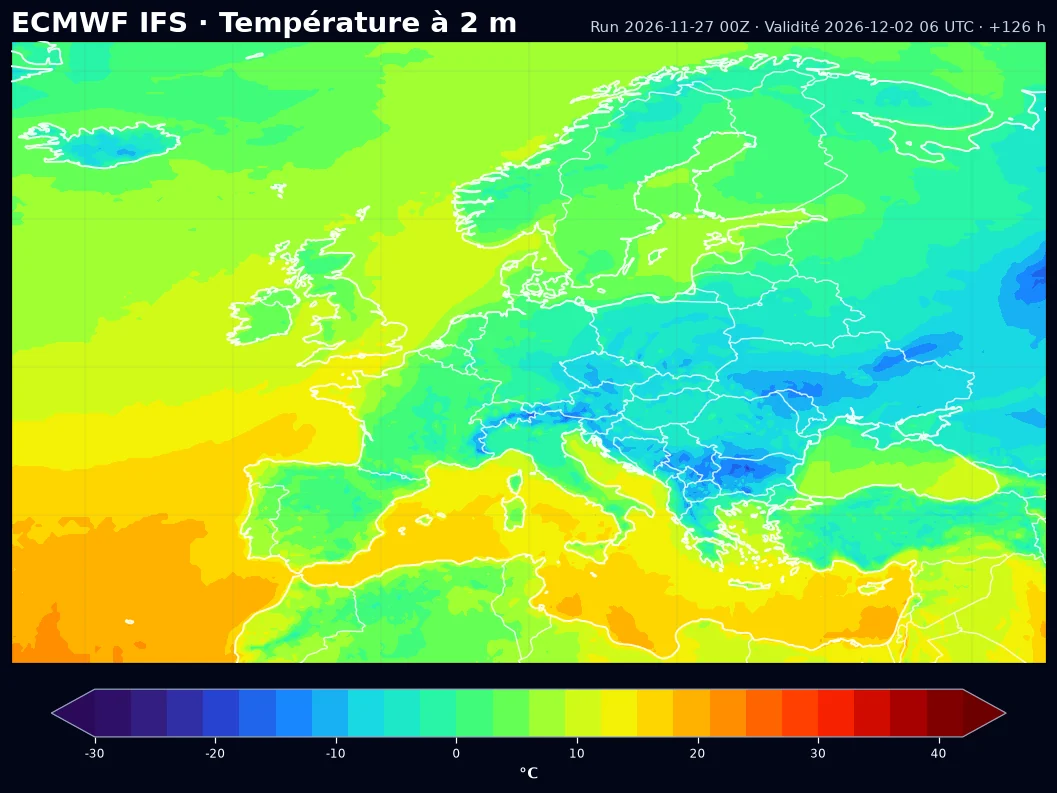 ECMWF IFS · Température à 2 m
Run 2026-11-27 00Z · Validité 2026-12-02 06 UTC · +126 h
-30 -20 -10 0 10 20 30 40
°C